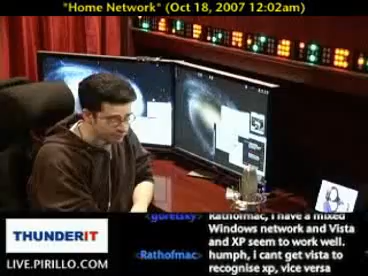 "Home Network" (Oct 18, 2007 12:02am)
<goretsky> Rathofmac, i have a mixed
Windows network and Vista
and XP seem to work well.
<Rathofmac> humph, i cant get vista to
recognise xp, vice versa
THUNDERIT
LIVE.PIRILLO.COM